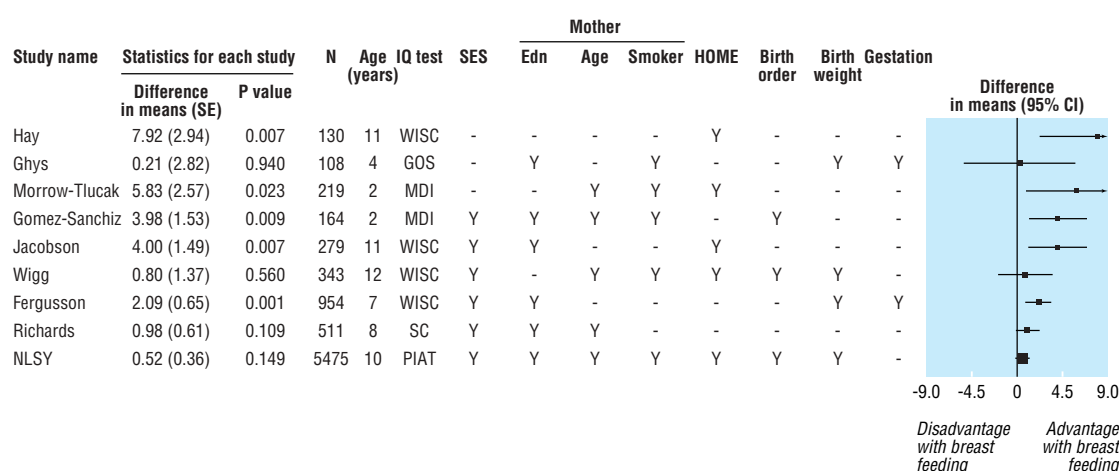 Mother
Study name Statistics for each study N Age (years) IQ test SES Edn Age Smoker HOME Birth order Birth weight Gestation
Difference in means (SE) P value
Difference in means (95% CI)
Hay 7.92 (2.94) 0.007 130 11 WISC - - - - Y - - -
Ghys 0.21 (2.82) 0.940 108 4 GOS - Y - Y - - Y Y
Morrow-Tlucak 5.83 (2.57) 0.023 219 2 MDI - - Y Y Y - - -
Gomez-Sanchiz 3.98 (1.53) 0.009 164 2 MDI Y Y Y Y - Y - -
Jacobson 4.00 (1.49) 0.007 279 11 WISC Y Y - - Y - - -
Wigg 0.80 (1.37) 0.560 343 12 WISC Y - Y Y Y Y Y -
Fergusson 2.09 (0.65) 0.001 954 7 WISC Y Y - - - - Y Y
Richards 0.98 (0.61) 0.109 511 8 SC Y Y Y - - - - -
NLSY 0.52 (0.36) 0.149 5475 10 PIAT Y Y Y Y Y Y Y -
-9.0 -4.5 0 4.5 9.0
Disadvantage with breast feeding
Advantage with breast feeding